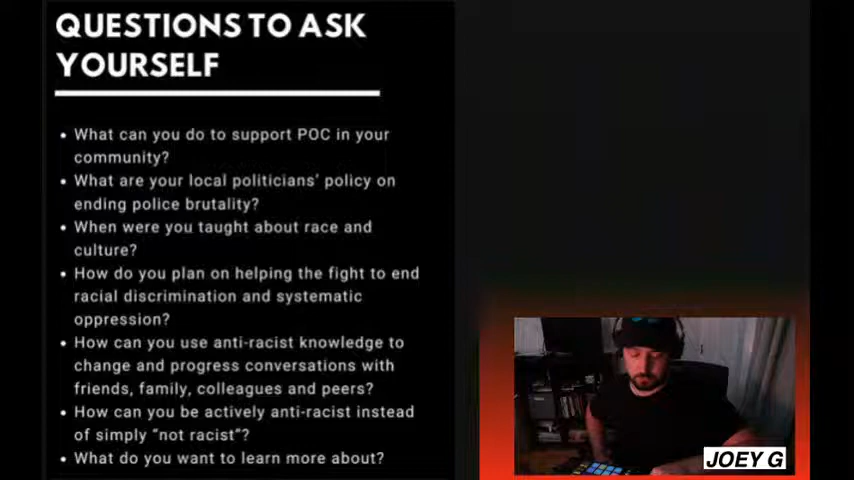 QUESTIONS TO ASK
YOURSELF
• What can you do to support POC in your
community?
• What are your local politicians' policy on
ending police brutality?
• When were you taught about race and
culture?
• How do you plan on helping the fight to end
racial discrimination and systematic
oppression?
• How can you use anti-racist knowledge to
change and progress conversations with
friends, family, colleagues and peers?
• How can you be actively anti-racist instead
of simply “not racist”?
• What do you want to learn more about?
JOEY G